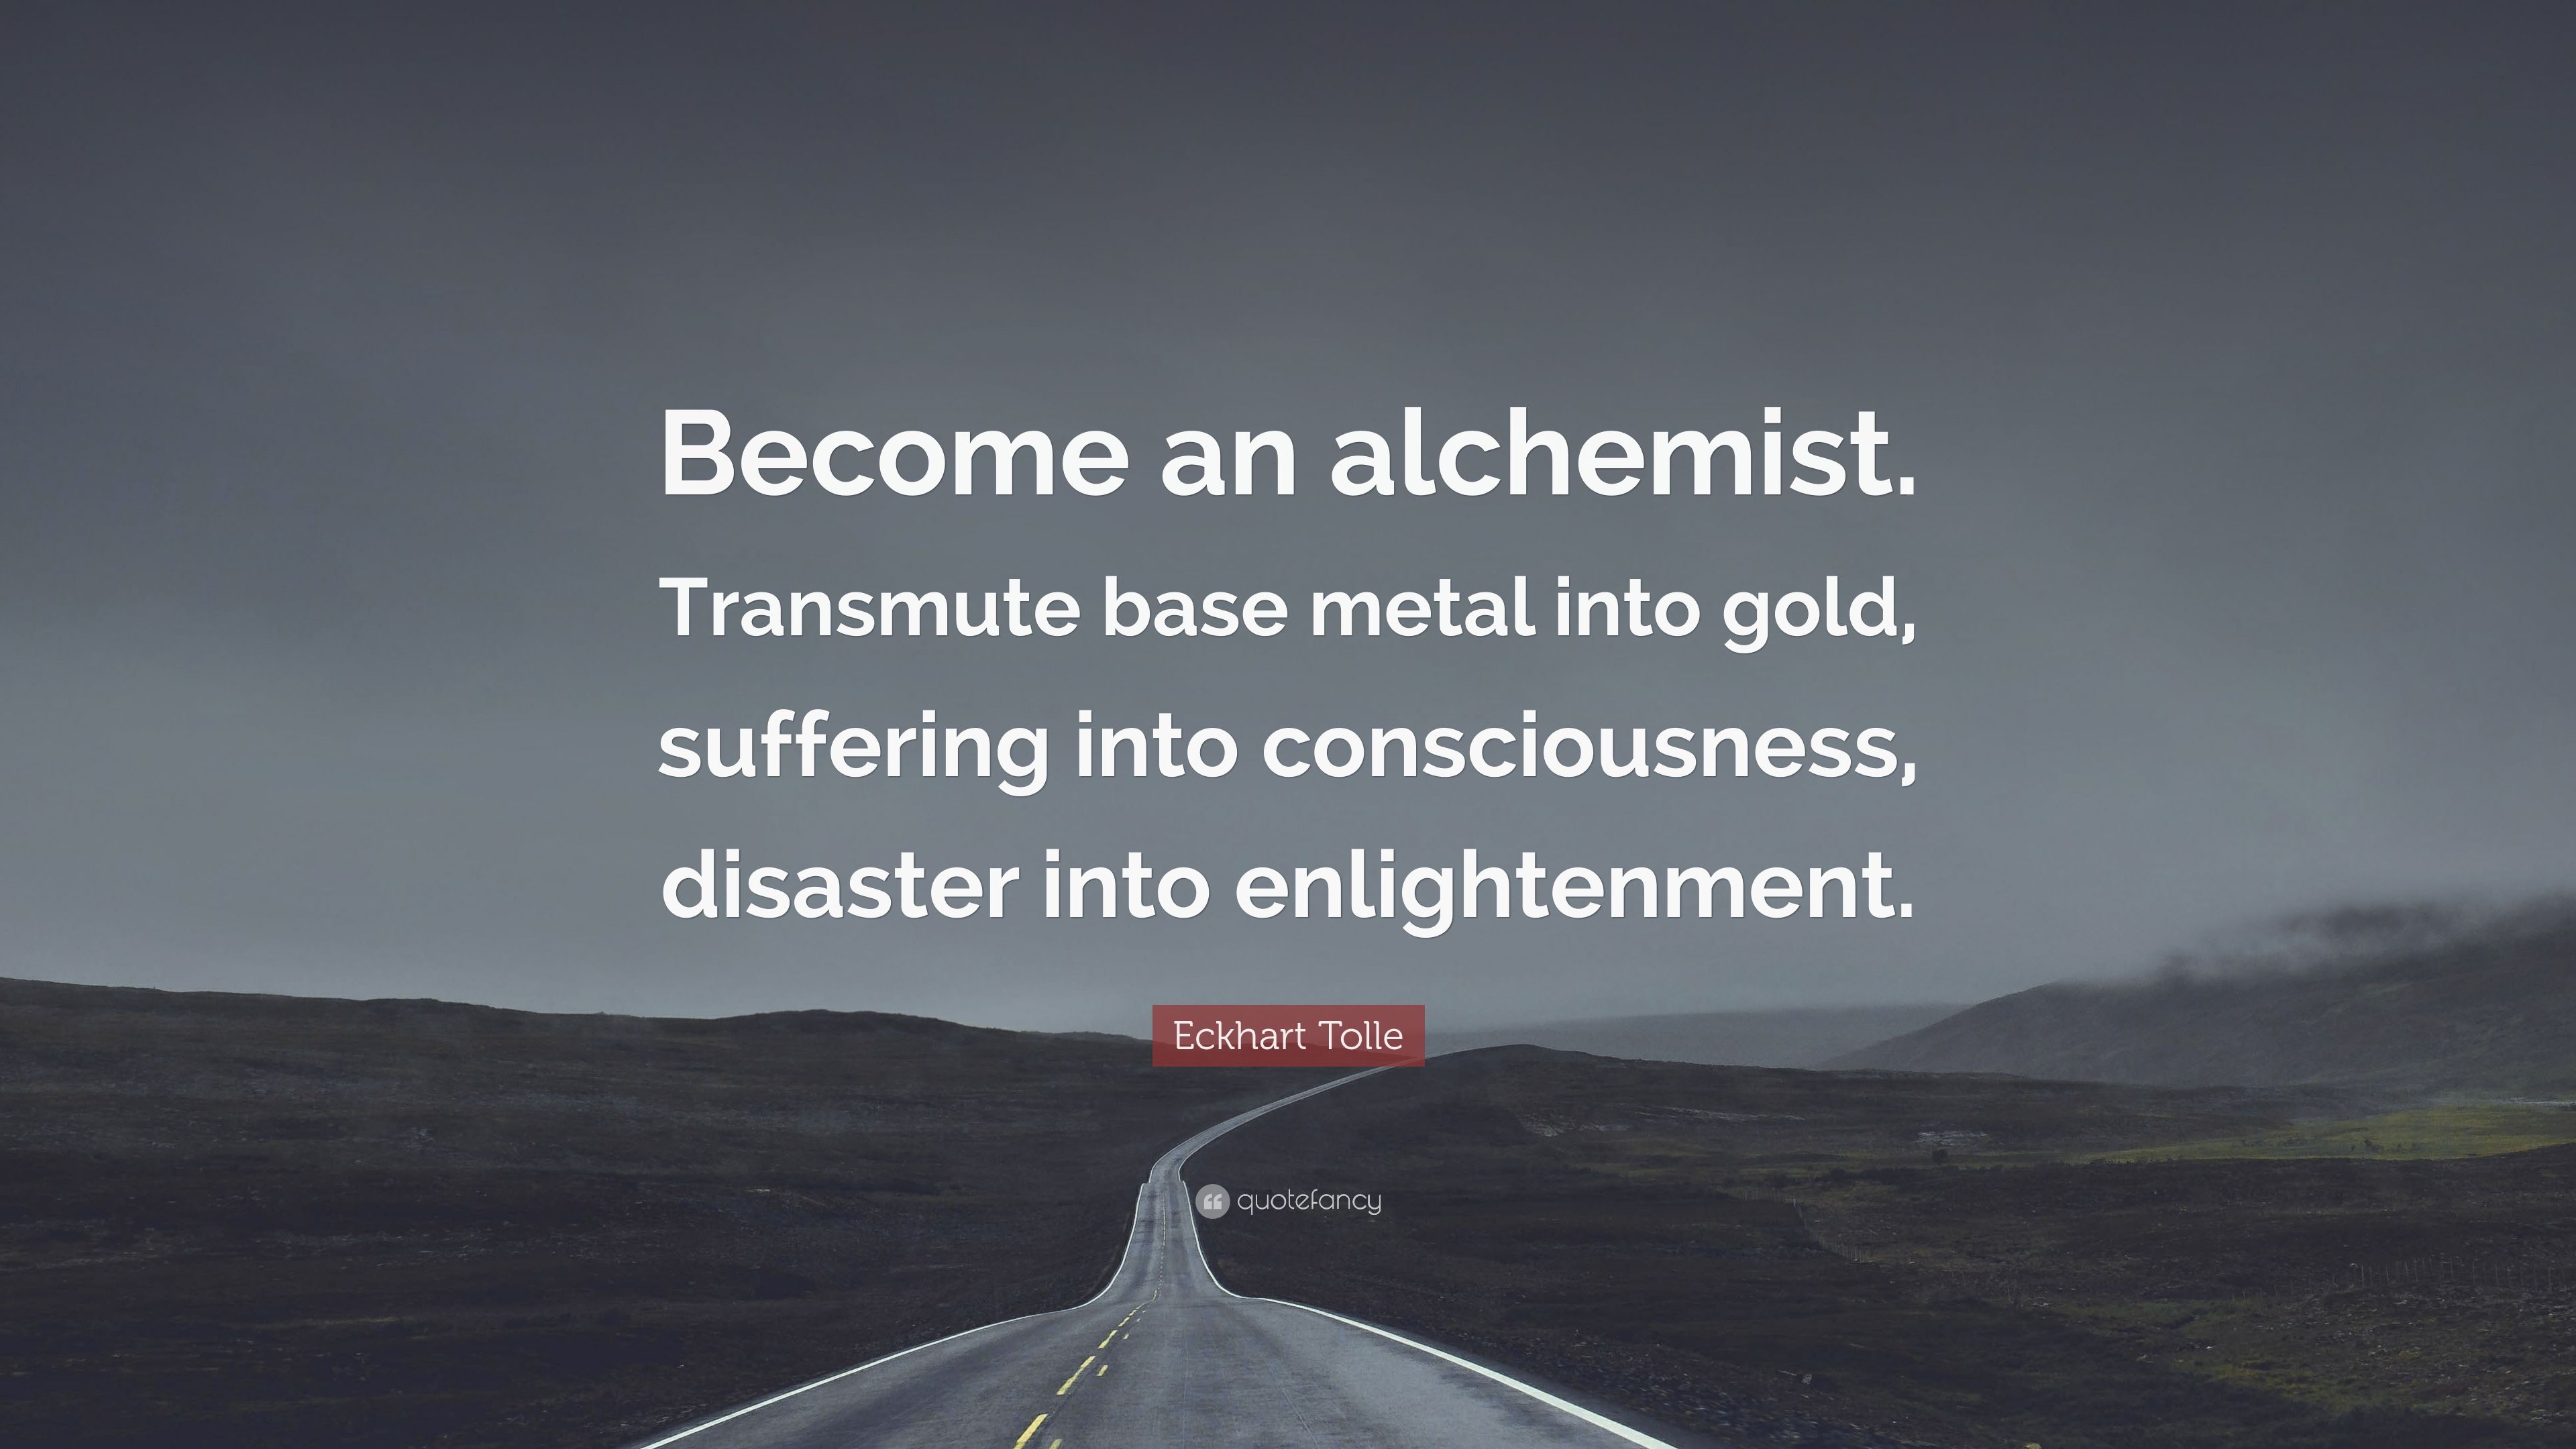 Become an alchemist.
Transmute base metal into gold,
suffering into consciousness,
disaster into enlightenment.
Eckhart Tolle
quotefancy